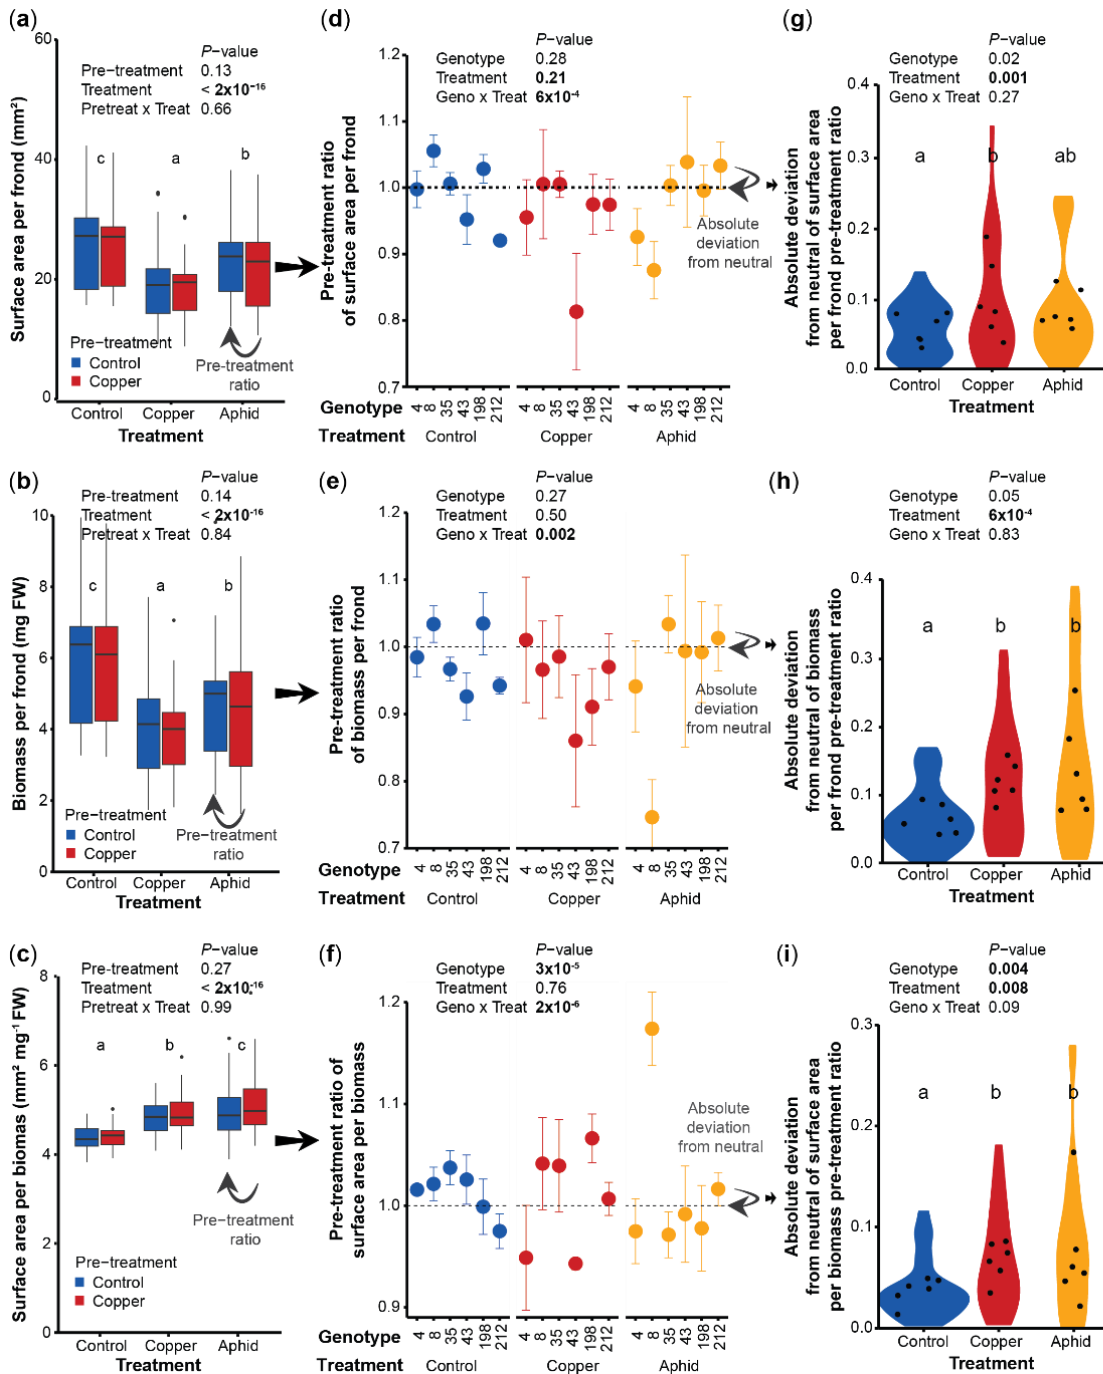 (a)
P−value
Pre−treatment 0.13
Treatment < 2x10⁻¹⁶
Pretreat x Treat 0.66
Surface area per frond (mm²)
60
40
20
0
c
a
b
Pre−treatment
Control
Copper
Pre−treatment
ratio
Control
Copper
Aphid
Treatment
(d)
P−value
Genotype 0.28
Treatment 0.21
Geno x Treat 6x10⁻⁴
Pre−treatment ratio
of surface area per frond
1.2
1.1
1.0
0.9
0.7
Absolute
deviation
from neutral
Genotype 4 8 35 43 198 212 4 8 35 43 198 212 4 8 35 43 198 212
Treatment Control Copper Aphid
(g)
P−value
Genotype 0.02
Treatment 0.001
Geno x Treat 0.27
Absolute deviation
from neutral of surface area
per frond pre−treatment ratio
0.4
0.3
0.2
0.1
0.0
a
b
ab
Control
Copper
Aphid
Treatment
(b)
P−value
Pre−treatment 0.14
Treatment < 2x10⁻¹⁶
Pretreat x Treat 0.84
Biomass per frond (mg FW)
10
8
6
4
2
0
c
a
b
Pre−treatment
Control
Copper
Pre−treatment
ratio
Control
Copper
Aphid
Treatment
(e)
P−value
Genotype 0.27
Treatment 0.50
Geno x Treat 0.002
Pre−treatment ratio
of biomass per frond
1.2
1.1
1.0
0.9
0.8
0.7
Absolute
deviation
from neutral
Genotype 4 8 35 43 198 212 4 8 35 43 198 212 4 8 35 43 198 212
Treatment Control Copper Aphid
(h)
P−value
Genotype 0.05
Treatment 6x10⁻⁴
Geno x Treat 0.83
Absolute deviation
from neutral of biomass
per frond pre−treatment ratio
0.4
0.3
0.2
0.1
0.0
a
b
b
Control
Copper
Aphid
Treatment
(c)
P−value
Pre−treatment 0.27
Treatment < 2x10⁻¹⁶
Pretreat x Treat 0.99
Surface area per biomas (mm² mg⁻¹ FW)
8
6
4
2
0
a
b
c
Pre−treatment
ratio
Pre−treatment
Control
Copper
Control
Copper
Aphid
Treatment
(f)
P−value
Genotype 3x10⁻⁵
Treatment 0.76
Geno x Treat 2x10⁻⁶
Pre−treatment ratio of
surface area per biomass
1.2
1.1
1.0
0.9
Absolute
deviation
from neutral
Genotype 4 8 35 43 198 212 4 8 35 43 198 212 4 8 35 43 198 212
Treatment Control Copper Aphid
(i)
P−value
Genotype 0.004
Treatment 0.008
Geno x Treat 0.09
Absolute deviation
from neutral of surface area
per biomass pre−treatment ratio
0.3
0.2
0.1
0.0
a
b
b
Control
Copper
Aphid
Treatment